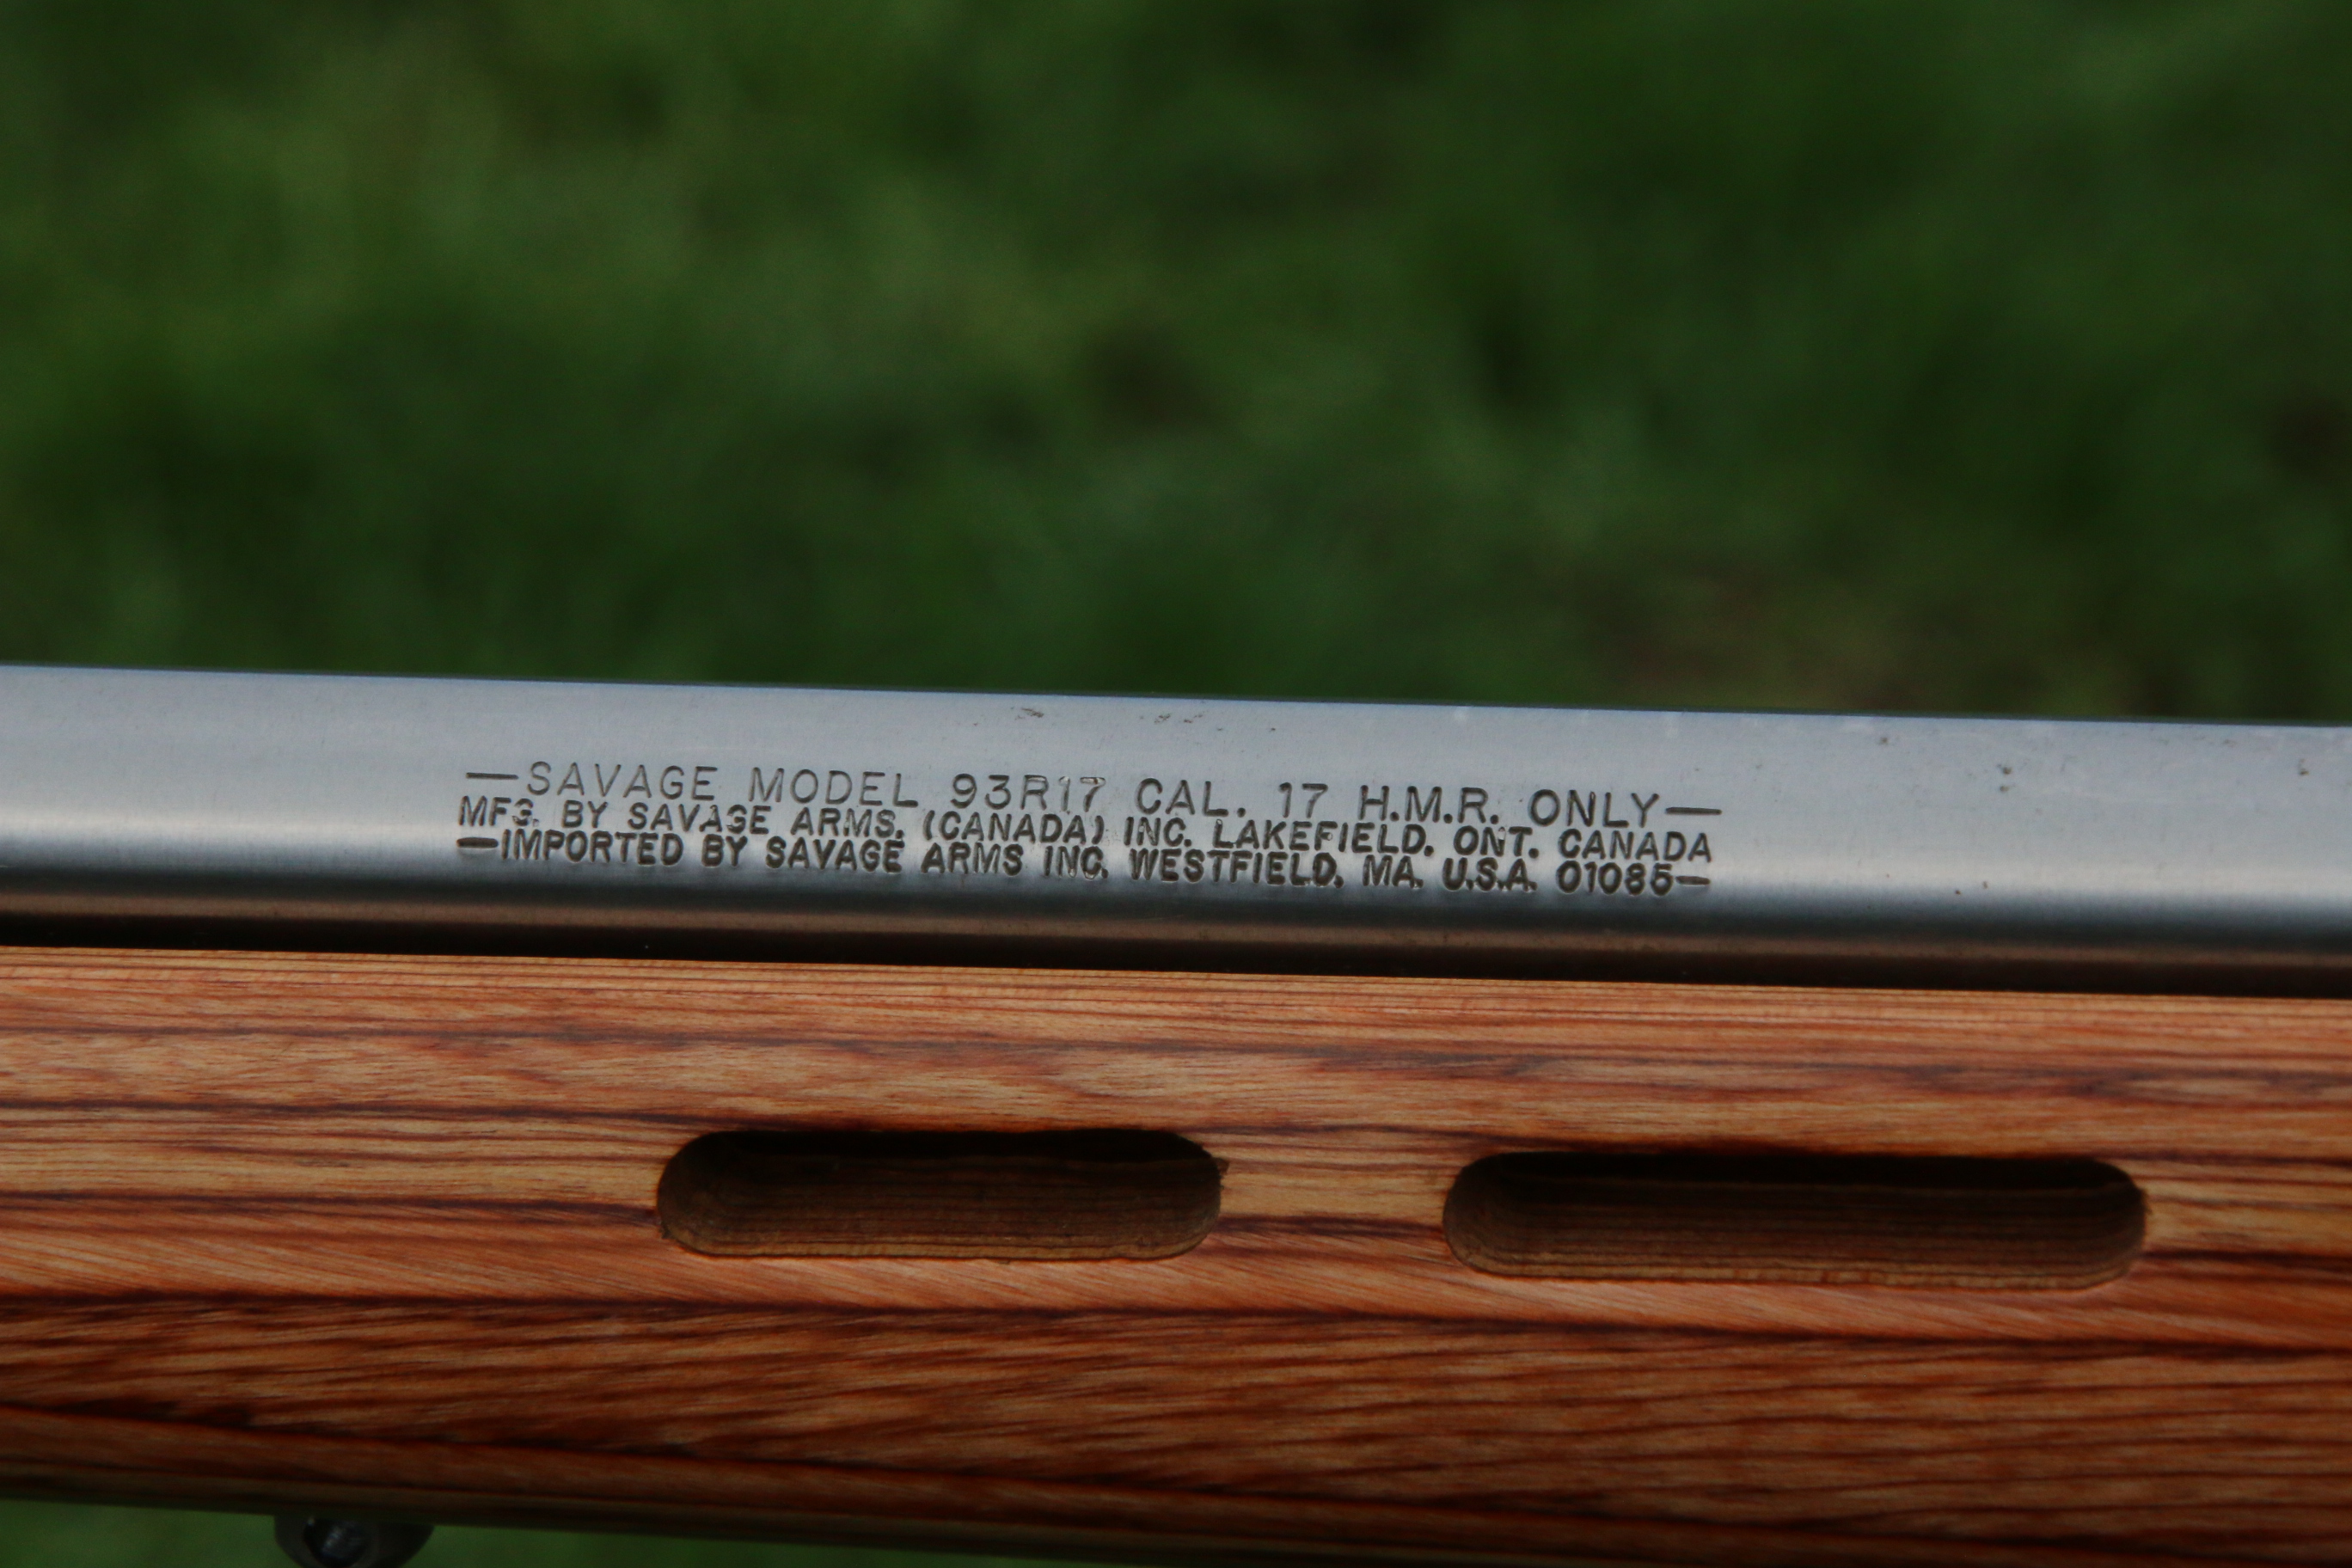 —SAVAGE MODEL 93R17 CAL. 17 H.M.R. ONLY—
MFG. BY SAVAGE ARMS. (CANADA) INC. LAKEFIELD. ONT. CANADA
—IMPORTED BY SAVAGE ARMS INC. WESTFIELD. MA. U.S.A. 01085—